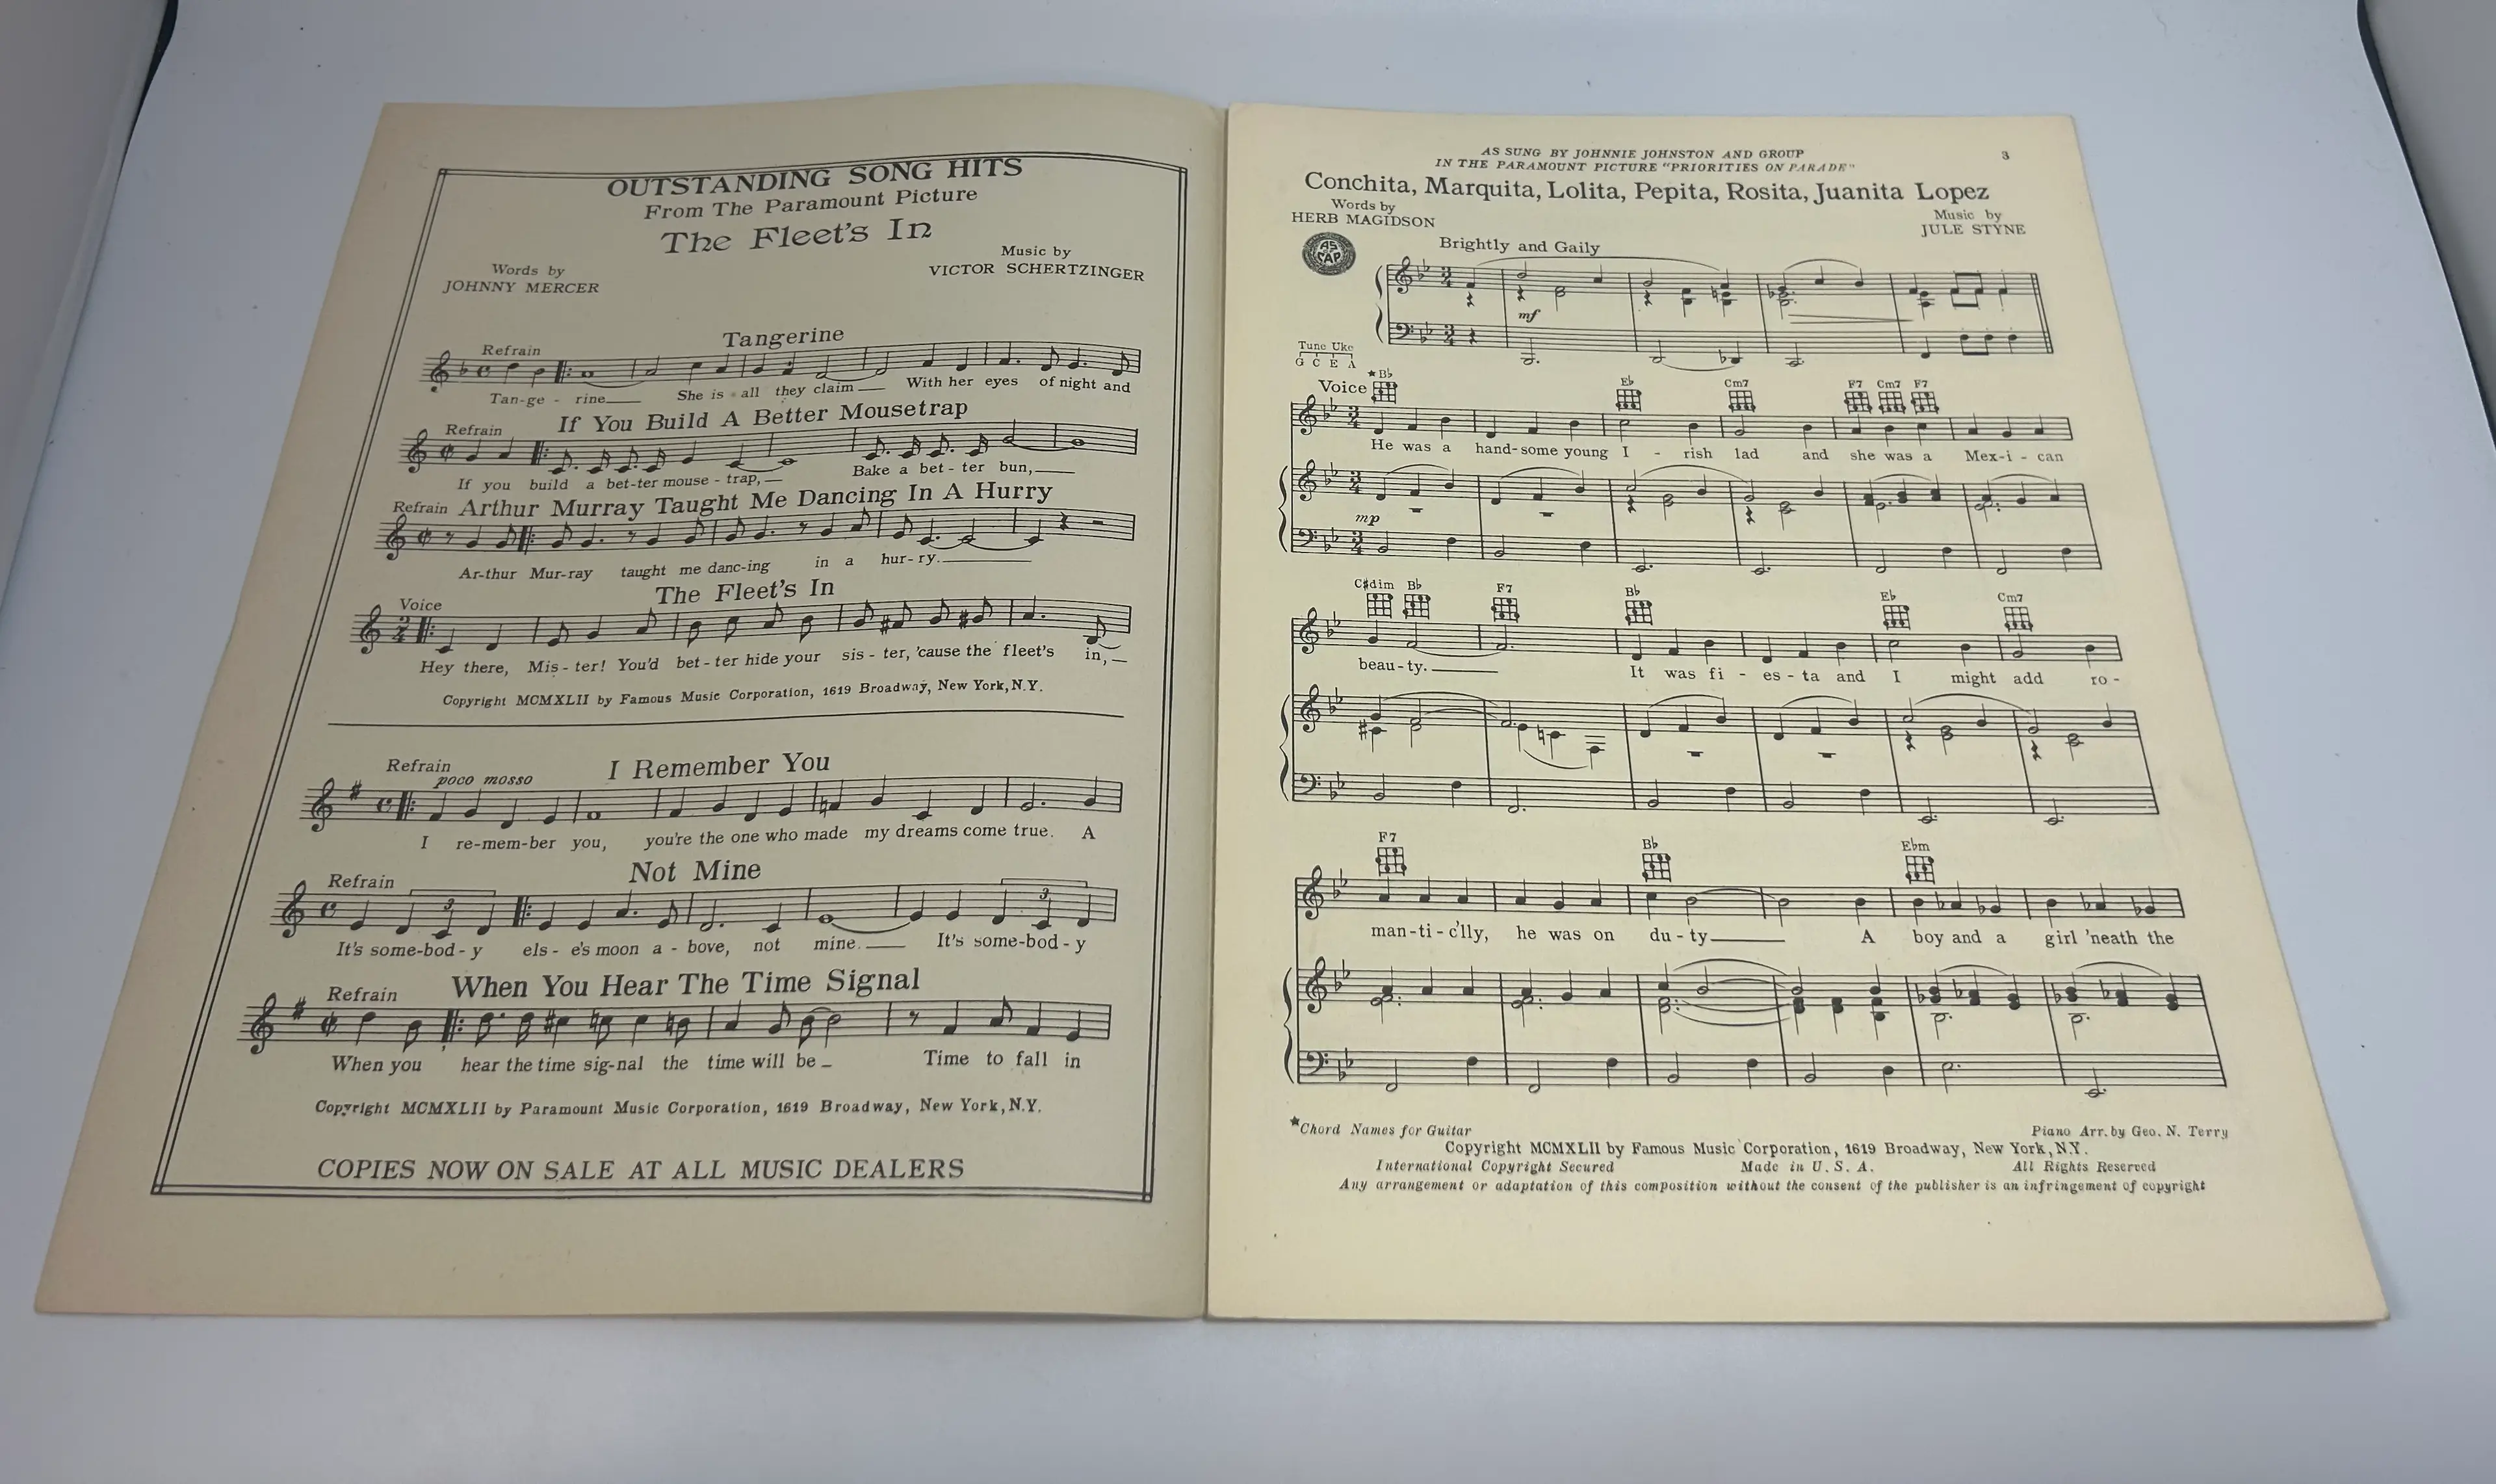 OUTSTANDING SONG HITS
From The Paramount Picture
The Fleet's In
Words by
JOHNNY MERCER
Music by
VICTOR SCHERTZINGER
Tangerine
Refrain
Tan-ge - rine She is all they claim With her eyes of night and
If You Build A Better Mousetrap
Refrain
If you build a bet-ter mouse-trap, Bake a bet-ter bun,
Arthur Murray Taught Me Dancing In A Hurry
Refrain
Ar-thur Mur-ray taught me danc-ing in a hur-ry.
The Fleet's In
Voice
Hey there, Mis-ter! You'd bet-ter hide your sis-ter, 'cause the fleet's in,
Copyright MCMXLII by Famous Music Corporation, 1619 Broadway, New York, N.Y.
I Remember You
Refrain
poco mosso
I re-mem-ber you, you're the one who made my dreams come true. A
Not Mine
Refrain
3 3
It's some-bod-y els-e's moon a-bove, not mine. It's some-bod-y
When You Hear The Time Signal
Refrain
When you hear the time sig-nal the time will be Time to fall in
Copyright MCMXLII by Paramount Music Corporation, 1619 Broadway, New York, N.Y.
COPIES NOW ON SALE AT ALL MUSIC DEALERS
3
AS SUNG BY JOHNNIE JOHNSTON AND GROUP
IN THE PARAMOUNT PICTURE "PRIORITIES ON PARADE"
Conchita, Marquita, Lolita, Pepita, Rosita, Juanita Lopez
Words by
HERB MAGIDSON
Music by
JULE STYNE
AS
CAP
Brightly and Gaily
3/4
mf
Tune Uke
G C E A
Voice
★B♭ E♭ Cm7 F7 Cm7 F7
He was a hand-some young I - rish lad and she was a Mex-i-can
mp
C♯dim B♭ F7 B♭ E♭ Cm7
beau-ty. It was fi - es-ta and I might add ro-
F7 B♭ E♭m
man-ti-c'lly, he was on du-ty A boy and a girl 'neath the
★Chord Names for Guitar
Piano Arr. by Geo. N. Terry
Copyright MCMXLII by Famous Music Corporation, 1619 Broadway, New York, N.Y.
International Copyright Secured Made in U.S.A. All Rights Reserved
Any arrangement or adaptation of this composition without the consent of the publisher is an infringement of copyright